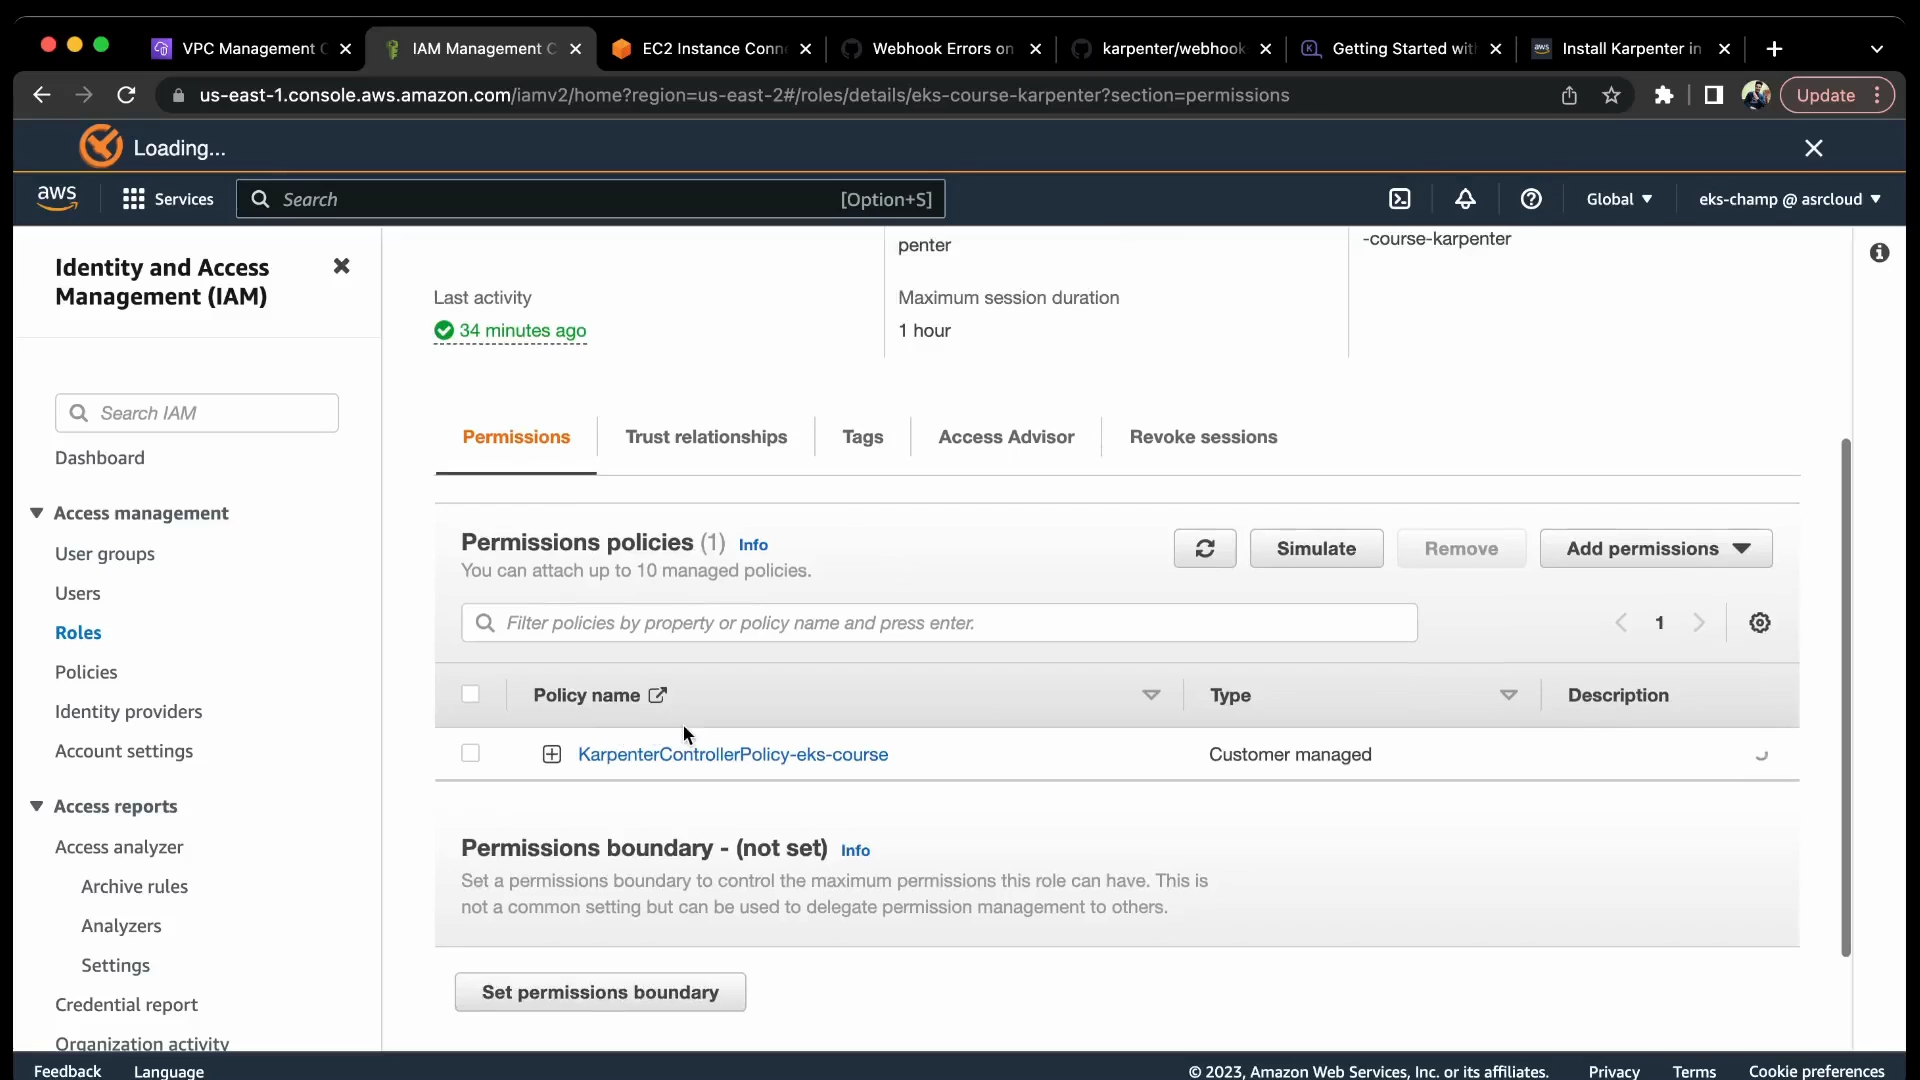 VPC Management C
IAM Management C
EC2 Instance Conn
Webhook Errors on
karpenter/webhook
Getting Started wit
Install Karpenter in
us-east-1.console.aws.amazon.com/iamv2/home?region=us-east-2#/roles/details/eks-course-karpenter?section=permissions
Update
Loading...
aws
Services
Search
[Option+S]
Global
eks-champ @ asrcloud
Identity and Access
Management (IAM)
Search IAM
Dashboard
Access management
User groups
Users
Roles
Policies
Identity providers
Account settings
Access reports
Access analyzer
Archive rules
Analyzers
Settings
Credential report
Organization activity
penter
-course-karpenter
Last activity
34 minutes ago
Maximum session duration
1 hour
Permissions
Trust relationships
Tags
Access Advisor
Revoke sessions
Permissions policies (1) Info
You can attach up to 10 managed policies.
Simulate
Remove
Add permissions
Filter policies by property or policy name and press enter.
1
Policy name
Type
Description
KarpenterControllerPolicy-eks-course
Customer managed
Permissions boundary - (not set) Info
Set a permissions boundary to control the maximum permissions this role can have. This is
not a common setting but can be used to delegate permission management to others.
Set permissions boundary
Feedback
Language
© 2023, Amazon Web Services, Inc. or its affiliates.
Privacy
Terms
Cookie preferences